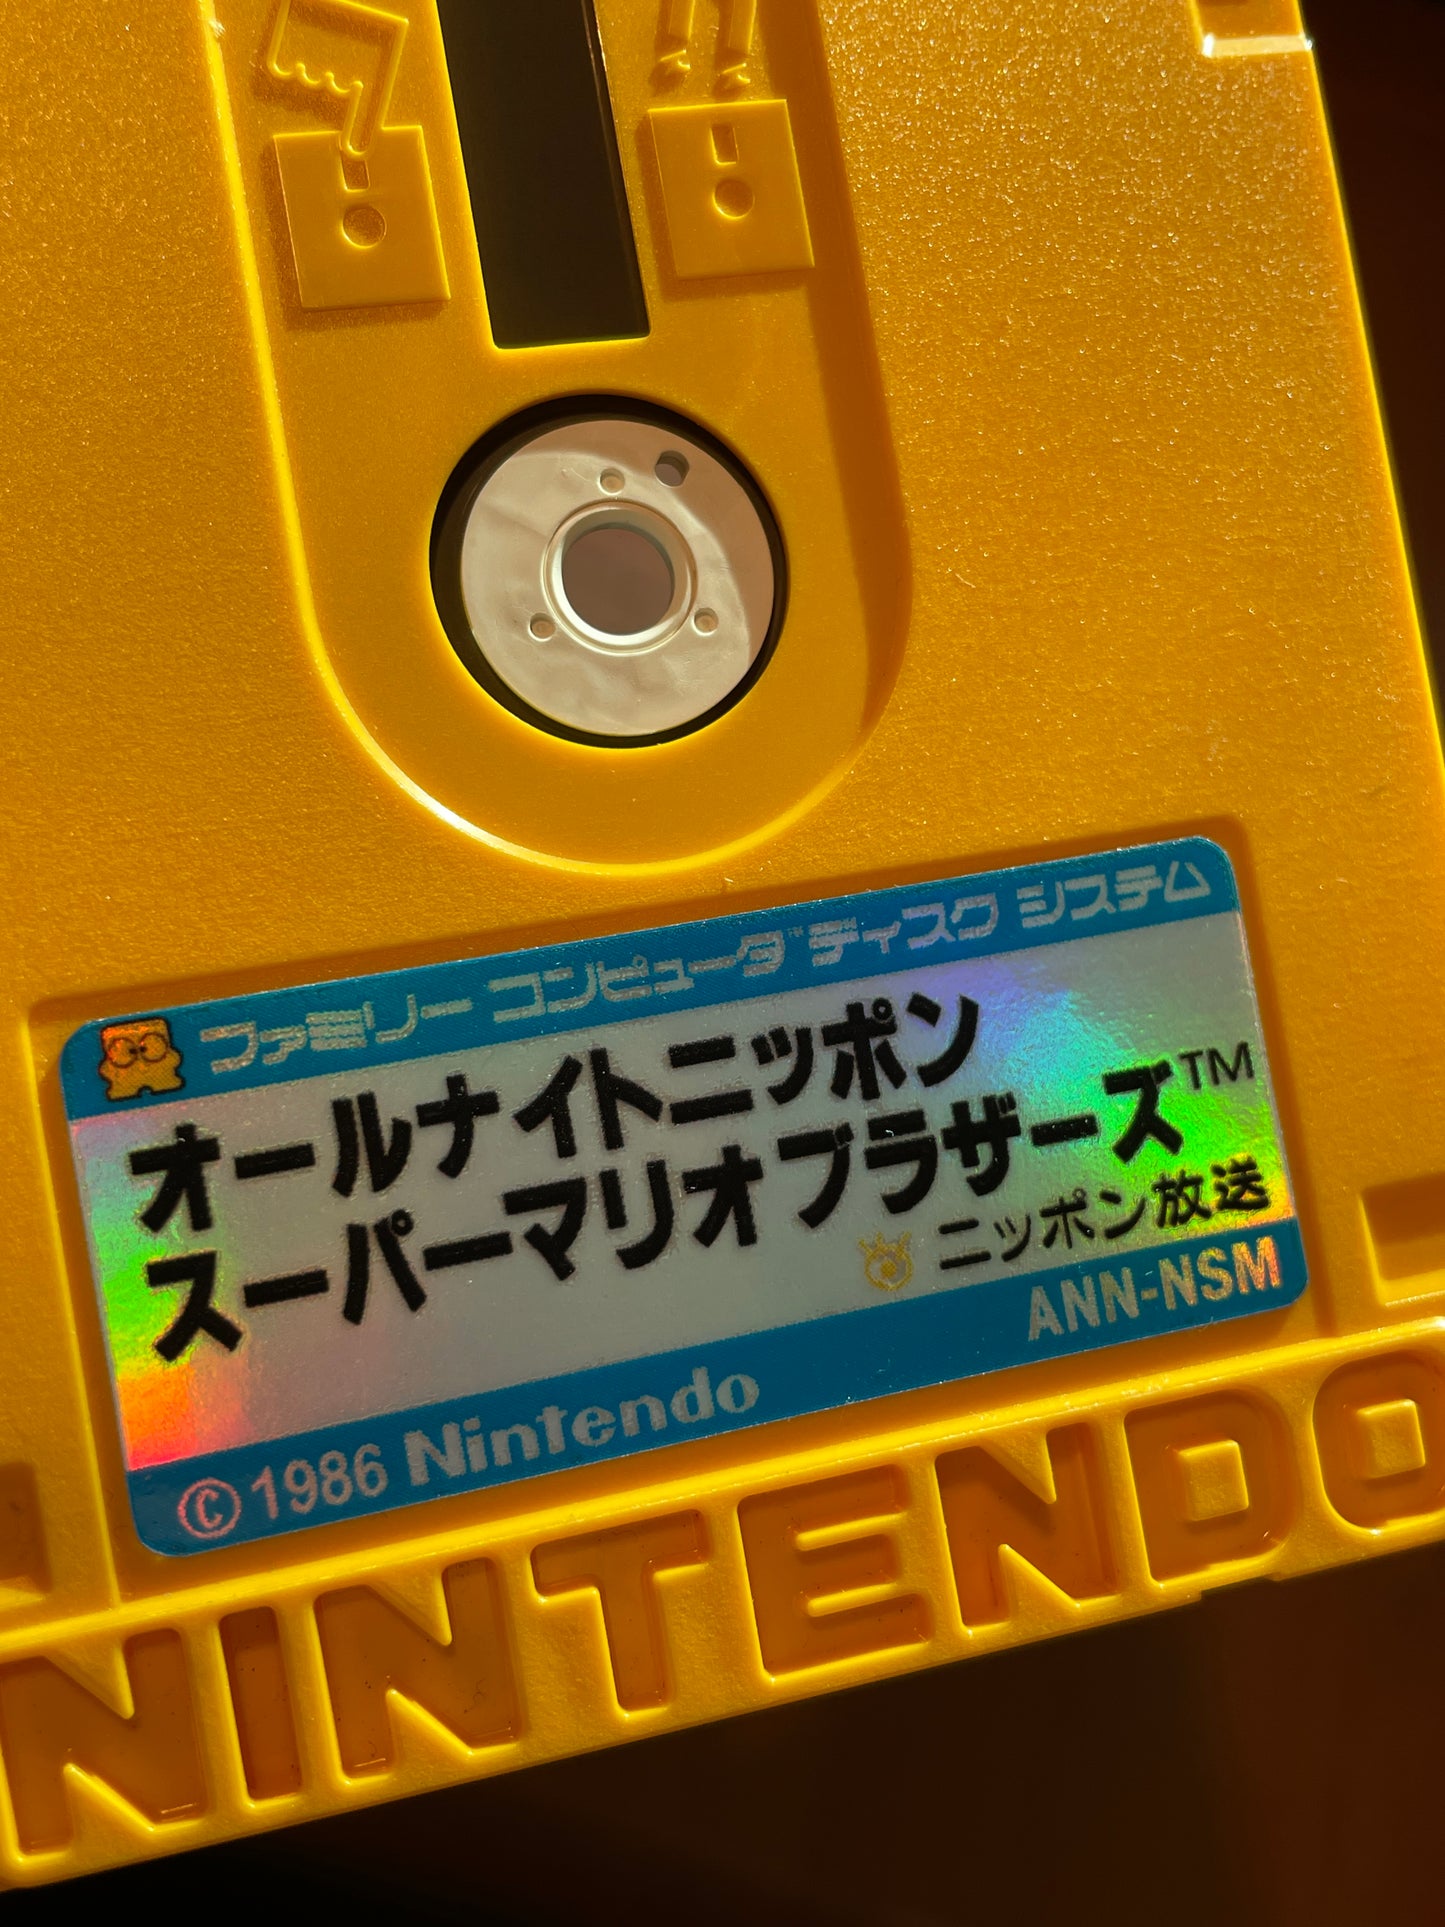 ファミリー コンピュータ™ ディスク システム
オールナイトニッポン
スーパーマリオブラザーズ™
ニッポン放送
ANN-NSM
©1986 Nintendo
NINTENDO